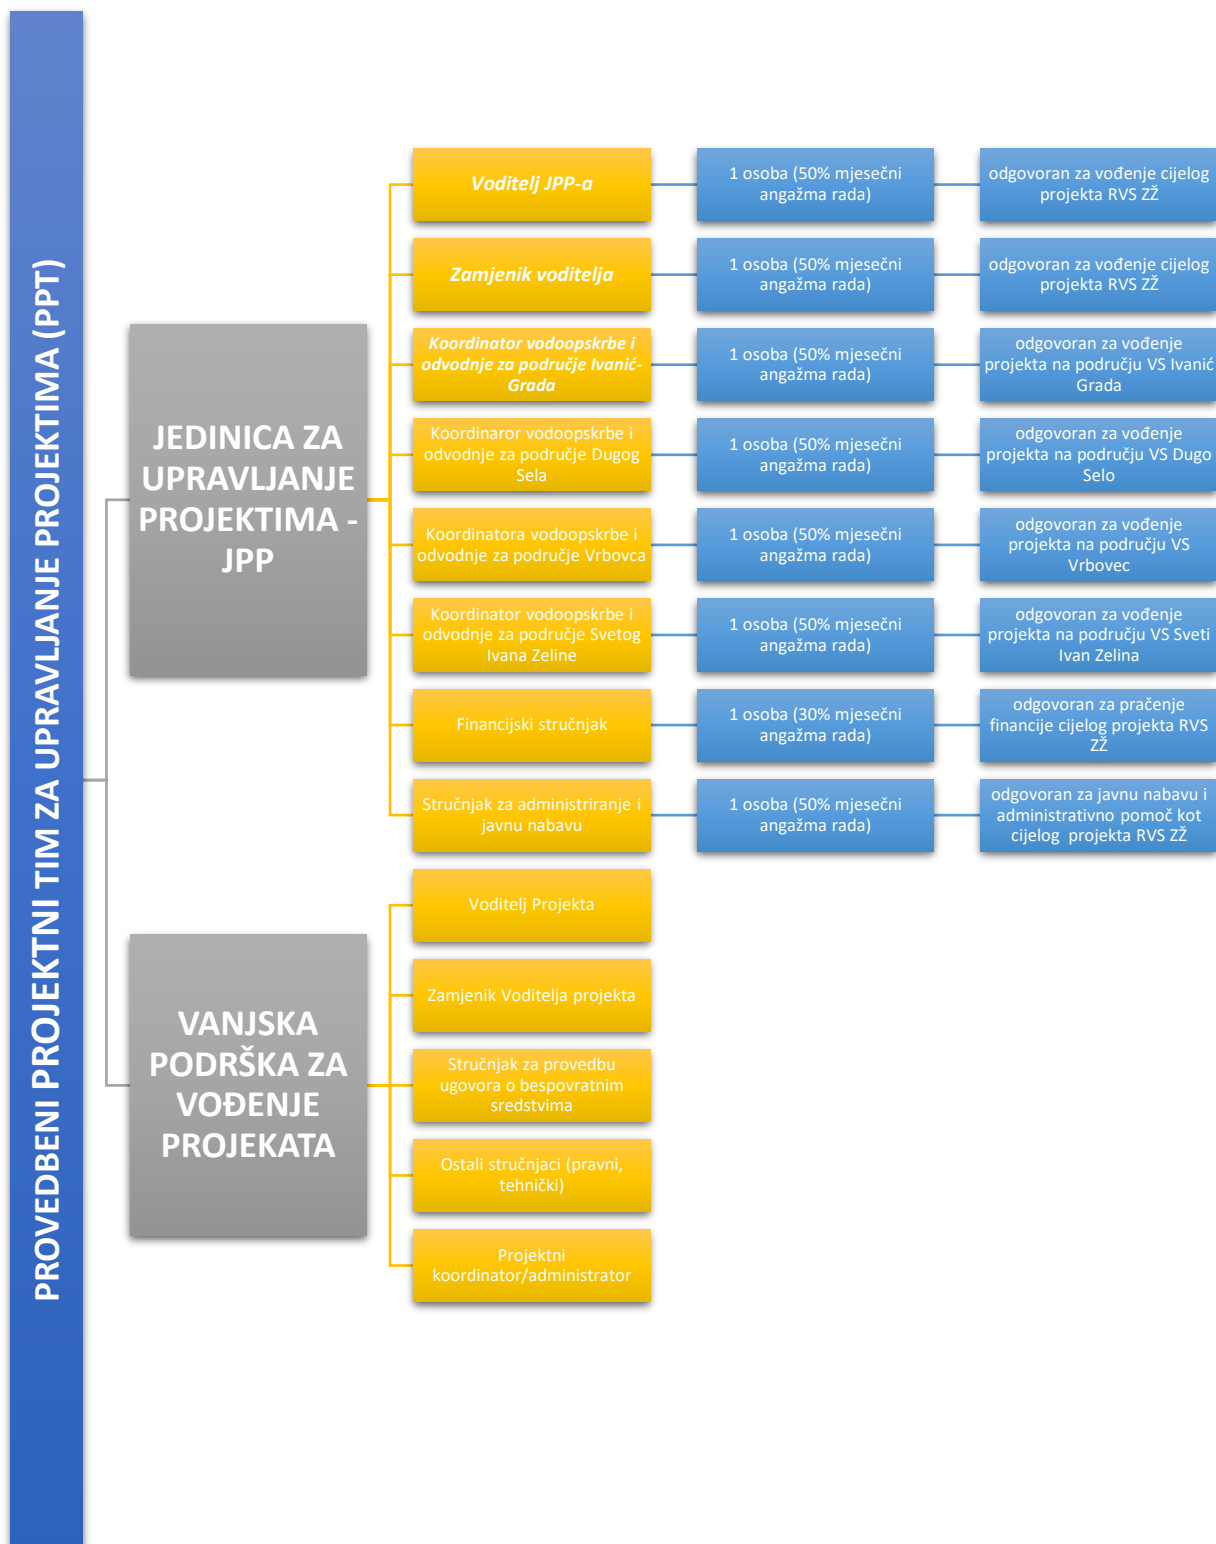 PROVEDBENI PROJEKTNI TIM ZA UPRAVLJANJE PROJEKTIMA (PPT)
JEDINICA ZA
UPRAVLJANJE
PROJEKTIMA -
JPP
Voditelj JPP-a
1 osoba (50% mjesečni
angažma rada)
odgovoran za vođenje cijelog
projekta RVS ZŽ
Zamjenik voditelja
1 osoba (50% mjesečni
angažma rada)
odgovoran za vođenje cijelog
projekta RVS ZŽ
Koordinator vodoopskrbe i
odvodnje za područje Ivanić-
Grada
1 osoba (50% mjesečni
angažma rada)
odgovoran za vođenje
projekta na području VS Ivanić
Grada
Koordinaror vodoopskrbe i
odvodnje za područje Dugog
Sela
1 osoba (50% mjesečni
angažma rada)
odgovoran za vođenje
projekta na području VS Dugo
Selo
Koordinatora vodoopskrbe i
odvodnje za područje Vrbovca
1 osoba (50% mjesečni
angažma rada)
odgovoran za vođenje
projekta na području VS
Vrbovec
Koordinator vodoopskrbe i
odvodnje za područje Svetog
Ivana Zeline
1 osoba (50% mjesečni
angažma rada)
odgovoran za vođenje
projekta na području VS Sveti
Ivan Zelina
Financijski stručnjak
1 osoba (30% mjesečni
angažma rada)
odgovoran za pračenje
financije cijelog projekta RVS
ZŽ
Stručnjak za administriranje i
javnu nabavu
1 osoba (50% mjesečni
angažma rada)
odgovoran za javnu nabavu i
administrativno pomoč kot
cijelog projekta RVS ZŽ
VANJSKA
PODRŠKA ZA
VOĐENJE
PROJEKATA
Voditelj Projekta
Zamjenik Voditelja projekta
Stručnjak za provedbu
ugovora o bespovratnim
sredstvima
Ostali stručnjaci (pravni,
tehnički)
Projektni
koordinator/administrator